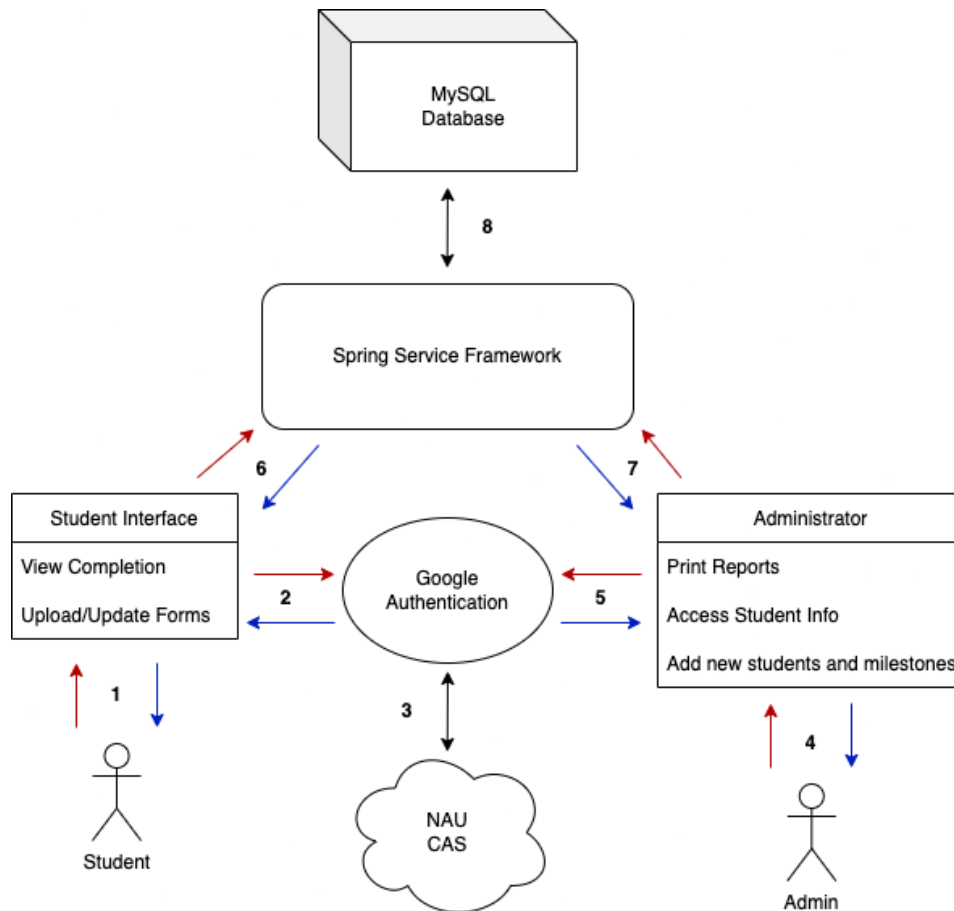 MySQL
Database
8
Spring Service Framework
6
7
Student Interface
View Completion
Upload/Update Forms
2
Google
Authentication
5
Administrator
Print Reports
Access Student Info
Add new students and milestones
1
3
4
Student
NAU
CAS
Admin